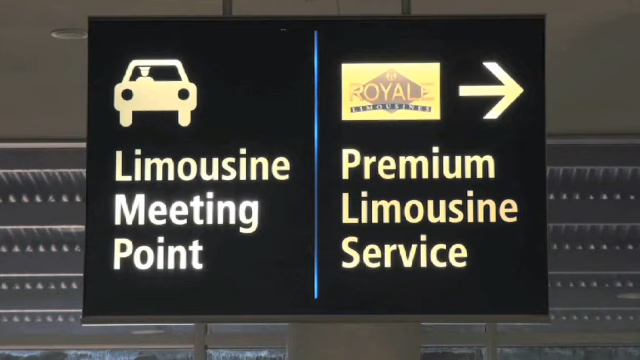 Limousine
Meeting
Point
ROYALE
LIMOUSINES
Premium
Limousine
Service